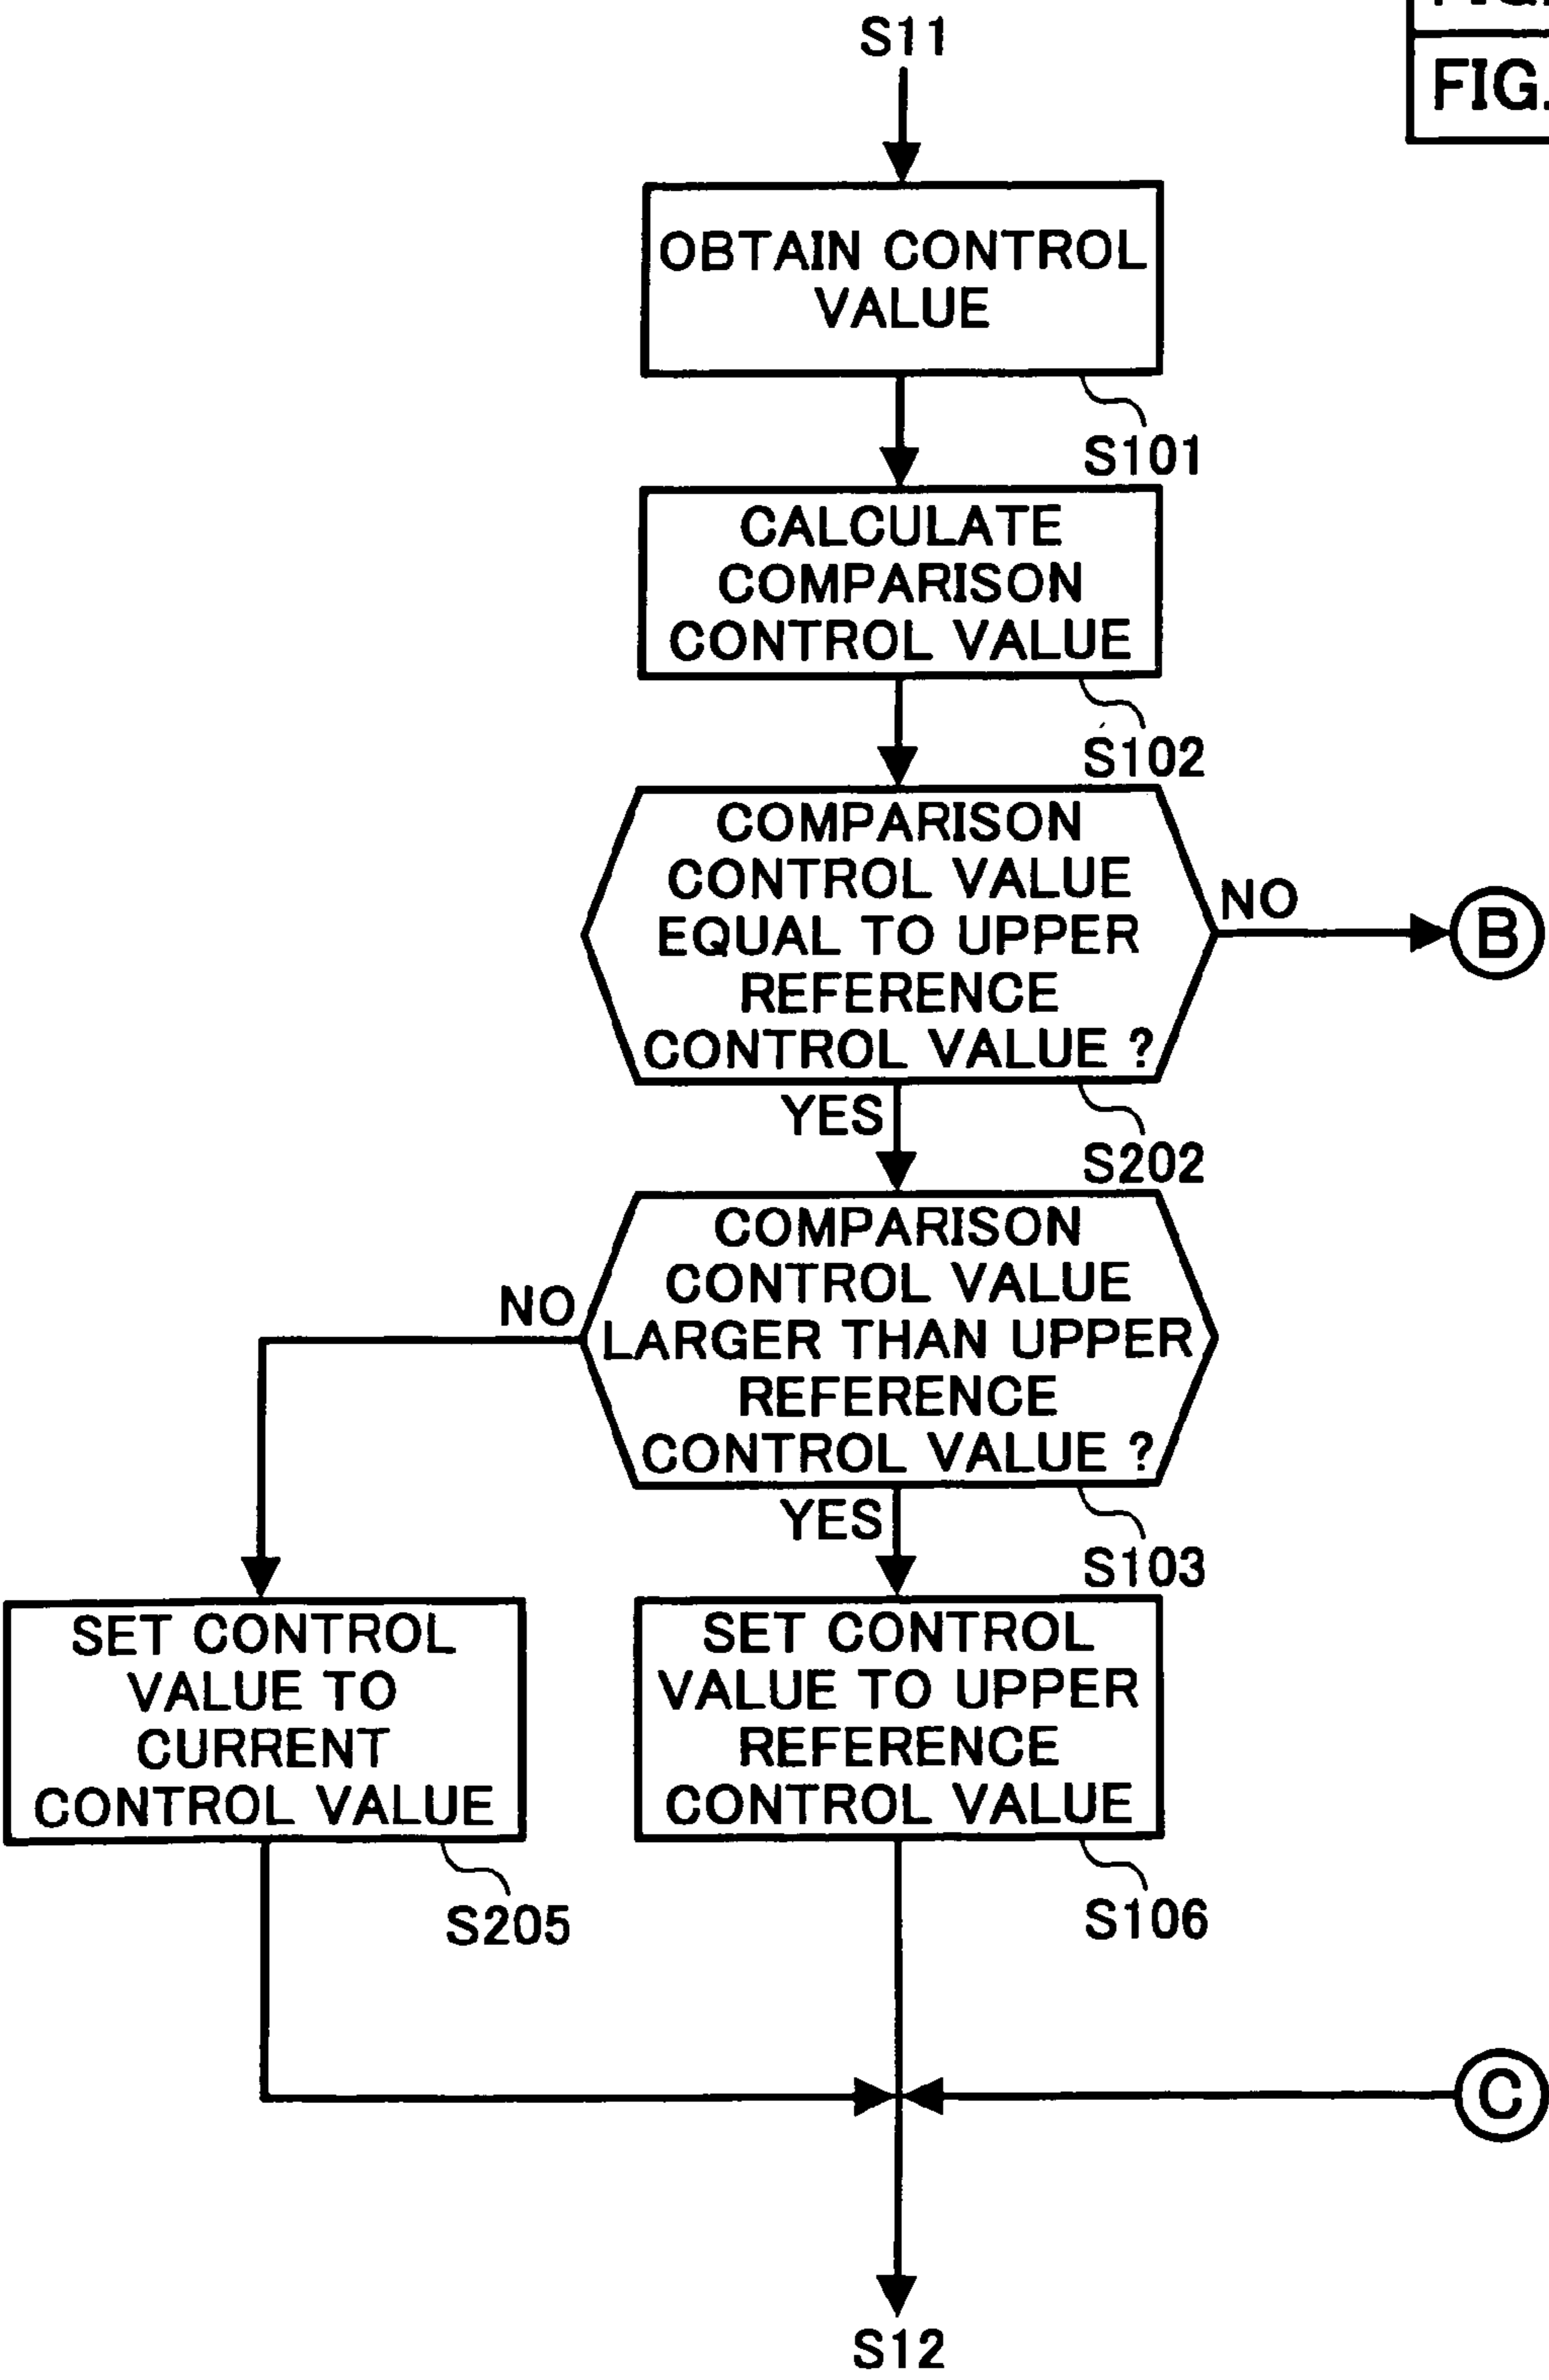 S11
FIG.
OBTAIN CONTROL
VALUE
S101
CALCULATE
COMPARISON
CONTROL VALUE
S102
COMPARISON
CONTROL VALUE
EQUAL TO UPPER
REFERENCE
CONTROL VALUE ?
NO
B
YES
S202
COMPARISON
CONTROL VALUE
LARGER THAN UPPER
REFERENCE
CONTROL VALUE ?
NO
YES
S103
SET CONTROL
VALUE TO
CURRENT
CONTROL VALUE
S205
SET CONTROL
VALUE TO UPPER
REFERENCE
CONTROL VALUE
S106
C
S12